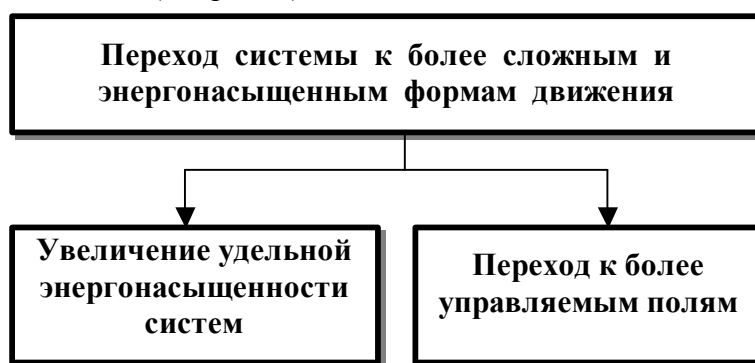 Переход системы к более сложным и
энергонасыщенным формам движения
Увеличение удельной
энергонасыщенности
систем
Переход к более
управляемым полям